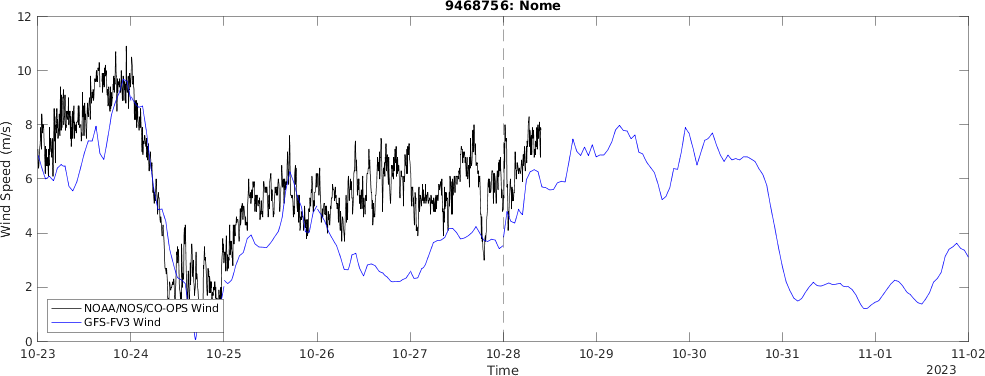 9468756: Nome
12
10
8
6
4
2
0
Wind Speed (m/s)
NOAA/NOS/CO-OPS Wind
GFS-FV3 Wind
10-23 10-24 10-25 10-26 10-27 10-28 10-29 10-30 10-31 11-01 11-02
Time
2023